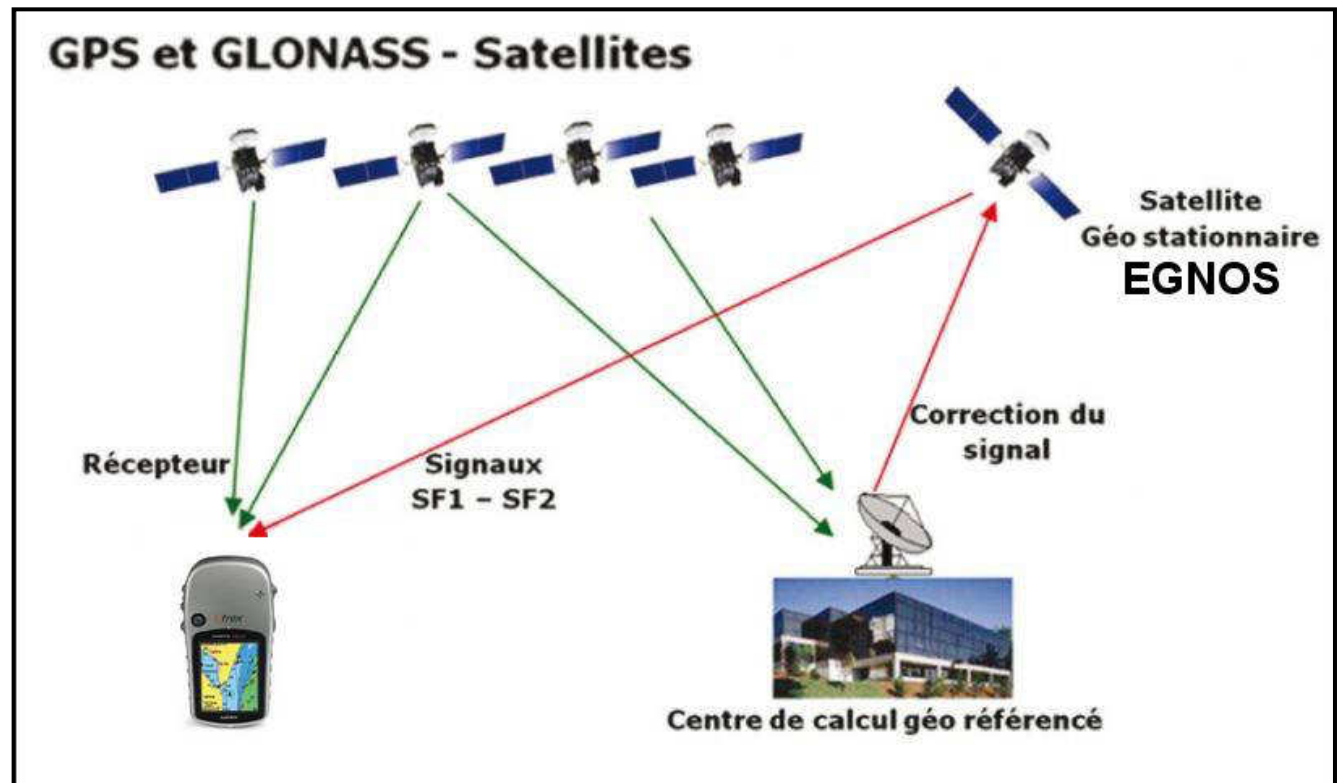 GPS et GLONASS - Satellites
Satellite
Géo stationnaire
EGNOS
Correction du
signal
Récepteur
Signaux
SF1 – SF2
Centre de calcul géo référencé